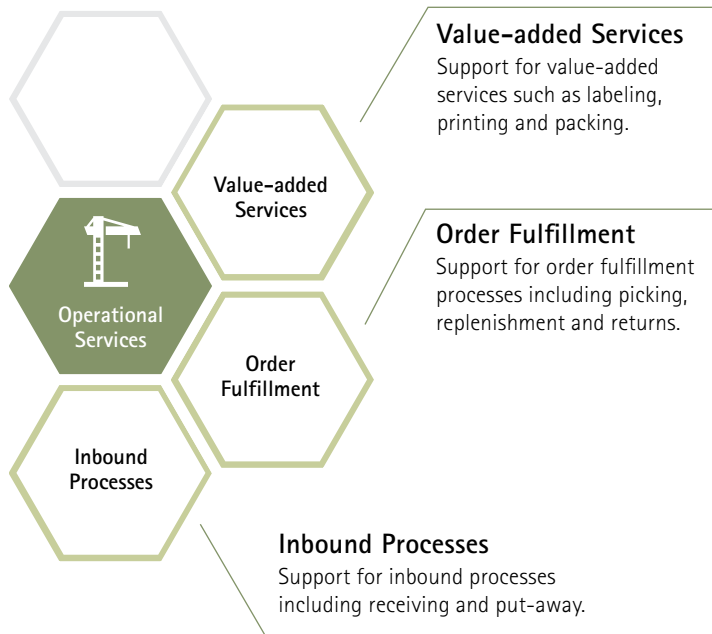 Value-added Services
Support for value-added
services such as labeling,
printing and packing.
Value-added
Services
Order Fulfillment
Support for order fulfillment
processes including picking,
replenishment and returns.
Operational
Services
Order
Fulfillment
Inbound
Processes
Inbound Processes
Support for inbound processes
including receiving and put-away.